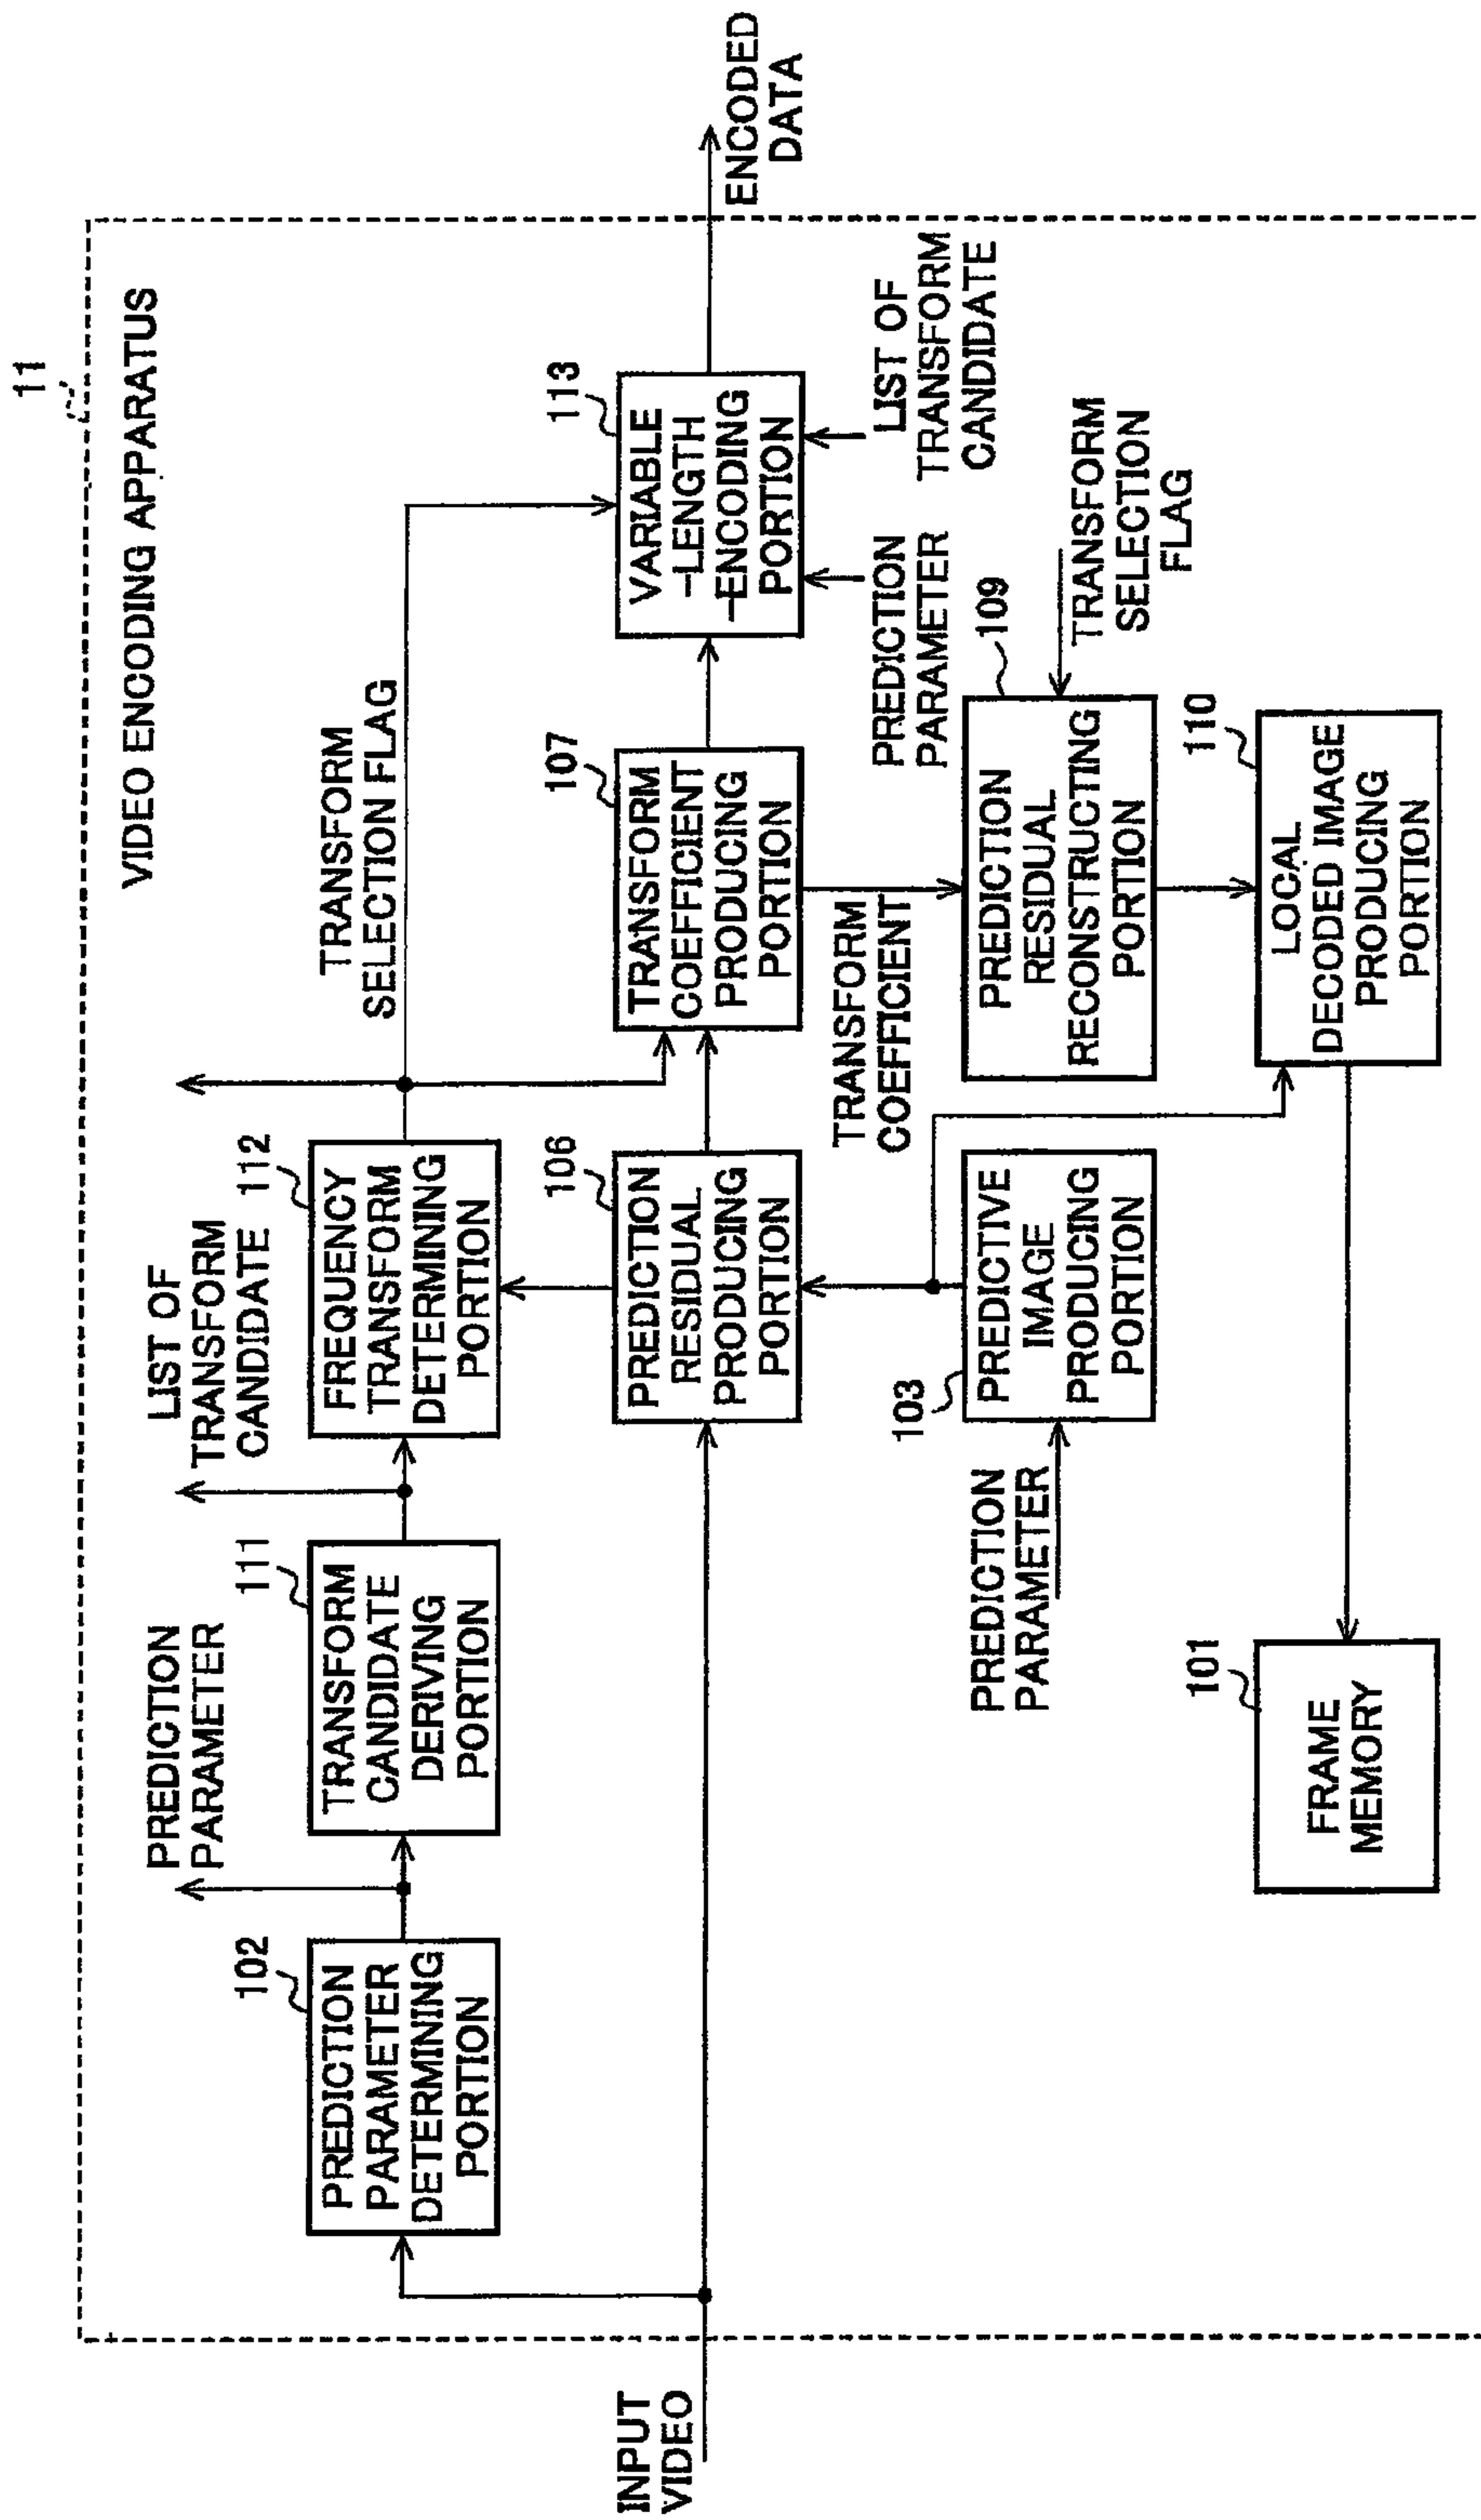 11
VIDEO ENCODING APPARATUS
PREDICTION
PARAMETER
LIST OF
TRANSFORM
CANDIDATE
102
111
112
TRANSFORM
SELECTION FLAG
PREDICTION
PARAMETER
DETERMINING
PORTION
TRANSFORM
CANDIDATE
DERIVING
PORTION
FREQUENCY
TRANSFORM
DETERMINING
PORTION
INPUT
VIDEO
106
PREDICTION
RESIDUAL
PRODUCING
PORTION
107
TRANSFORM
COEFFICIENT
PRODUCING
PORTION
113
VARIABLE
-LENGTH
-ENCODING
PORTION
ENCODED
DATA
TRANSFORM
COEFFICIENT
PREDICTION
PARAMETER
LIST OF
TRANSFORM
CANDIDATE
PREDICTION
PARAMETER
103
PREDICTIVE
IMAGE
PRODUCING
PORTION
109
PREDICTION
RESIDUAL
RECONSTRUCTING
PORTION
TRANSFORM
SELECTION
FLAG
101
FRAME
MEMORY
110
LOCAL
DECODED IMAGE
PRODUCING
PORTION